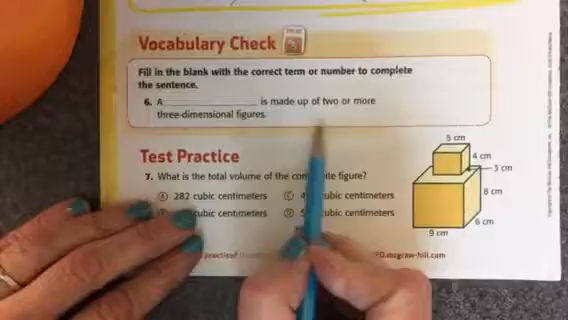 Vocabulary Check
Fill in the blank with the correct term or number to complete
the sentence.
6. A is made up of two or more
three-dimensional figures.
Test Practice
7. What is the total volume of the figure?
Ⓐ 282 cubic centimeters Ⓒ cubic centimeters
cubic centimeters Ⓓ cubic centimeters
5 cm
4 cm
3 cm
8 cm
6 cm
9 cm
practice?
.mcgraw-hill.com